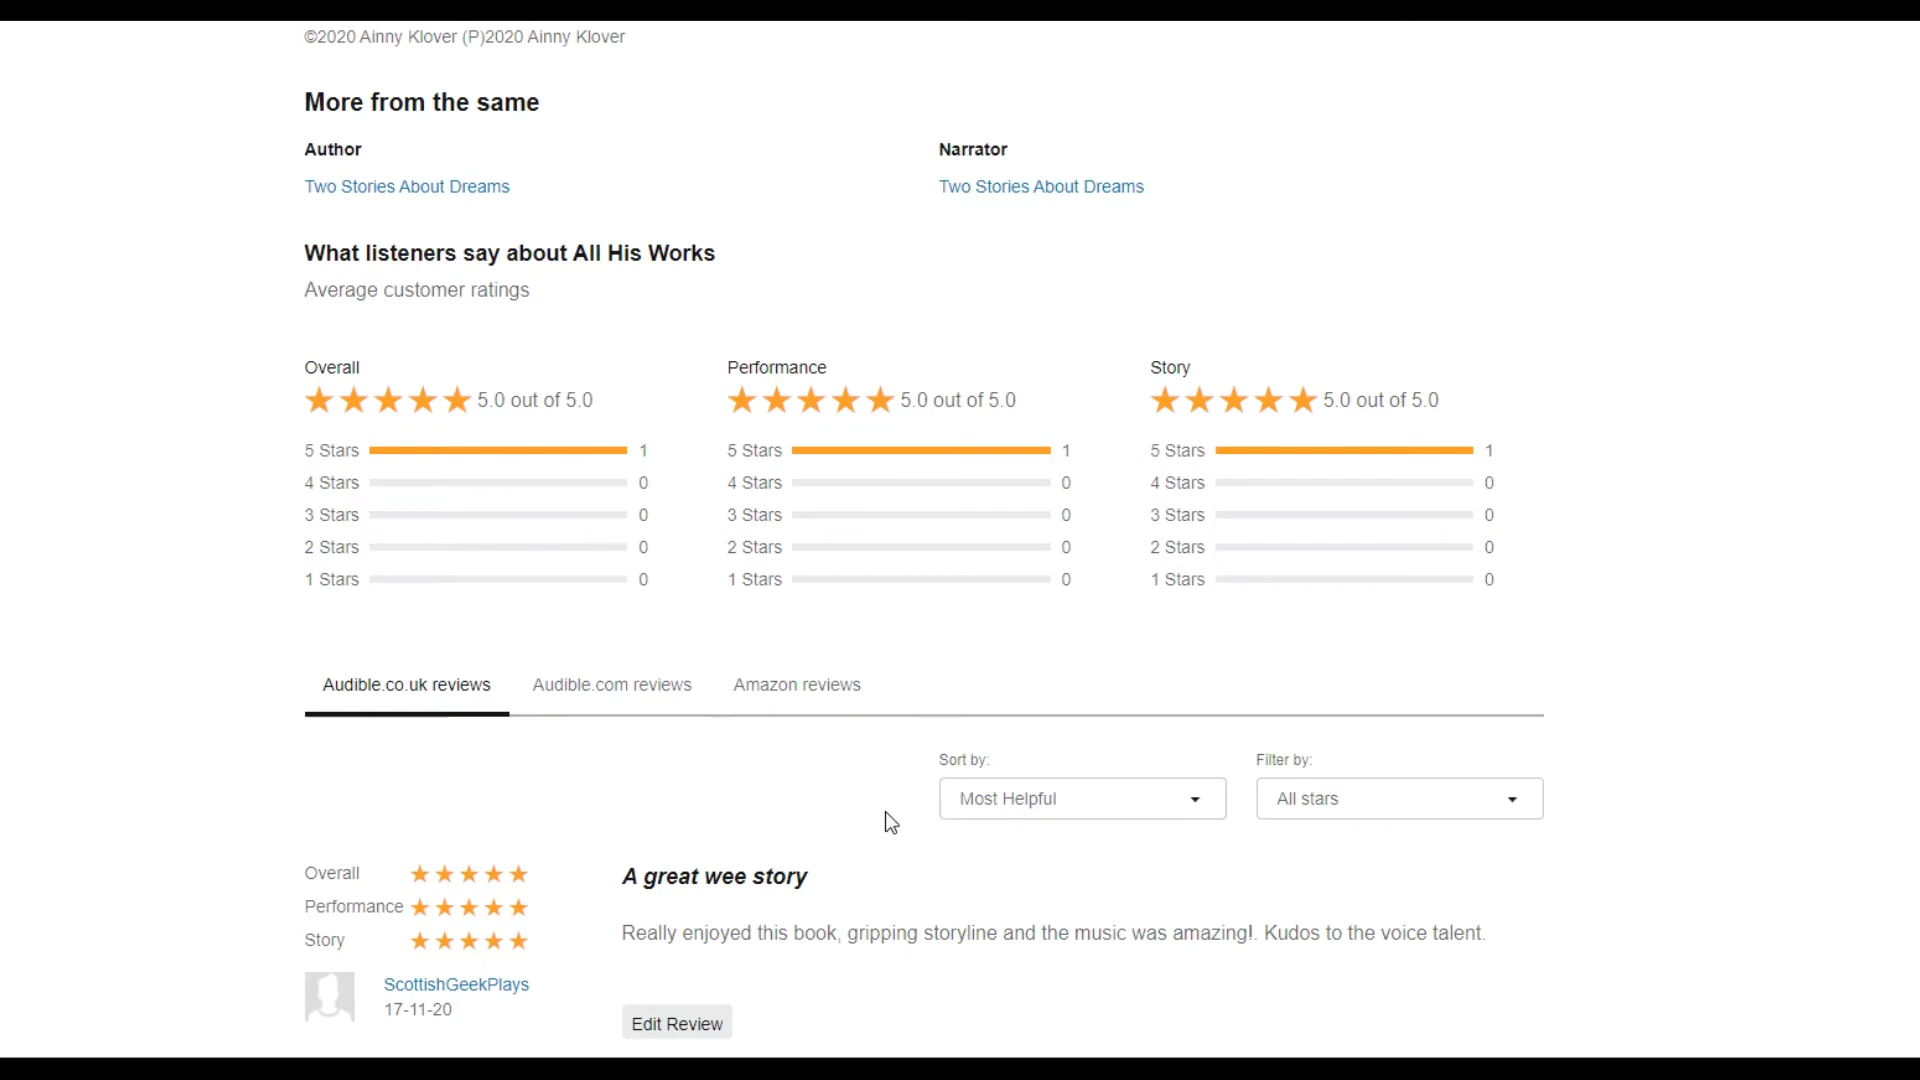 ©2020 Ainny Klover (P)2020 Ainny Klover
More from the same
Author
Narrator
Two Stories About Dreams
Two Stories About Dreams
What listeners say about All His Works
Average customer ratings
Overall
Performance
Story
5.0 out of 5.0
5.0 out of 5.0
5.0 out of 5.0
5 Stars 1
5 Stars 1
5 Stars 1
4 Stars 0
4 Stars 0
4 Stars 0
3 Stars 0
3 Stars 0
3 Stars 0
2 Stars 0
2 Stars 0
2 Stars 0
1 Stars 0
1 Stars 0
1 Stars 0
Audible.co.uk reviews
Audible.com reviews
Amazon reviews
Sort by:
Filter by:
Most Helpful
All stars
Overall
Performance
Story
A great wee story
Really enjoyed this book, gripping storyline and the music was amazing!. Kudos to the voice talent.
ScottishGeekPlays
17-11-20
Edit Review